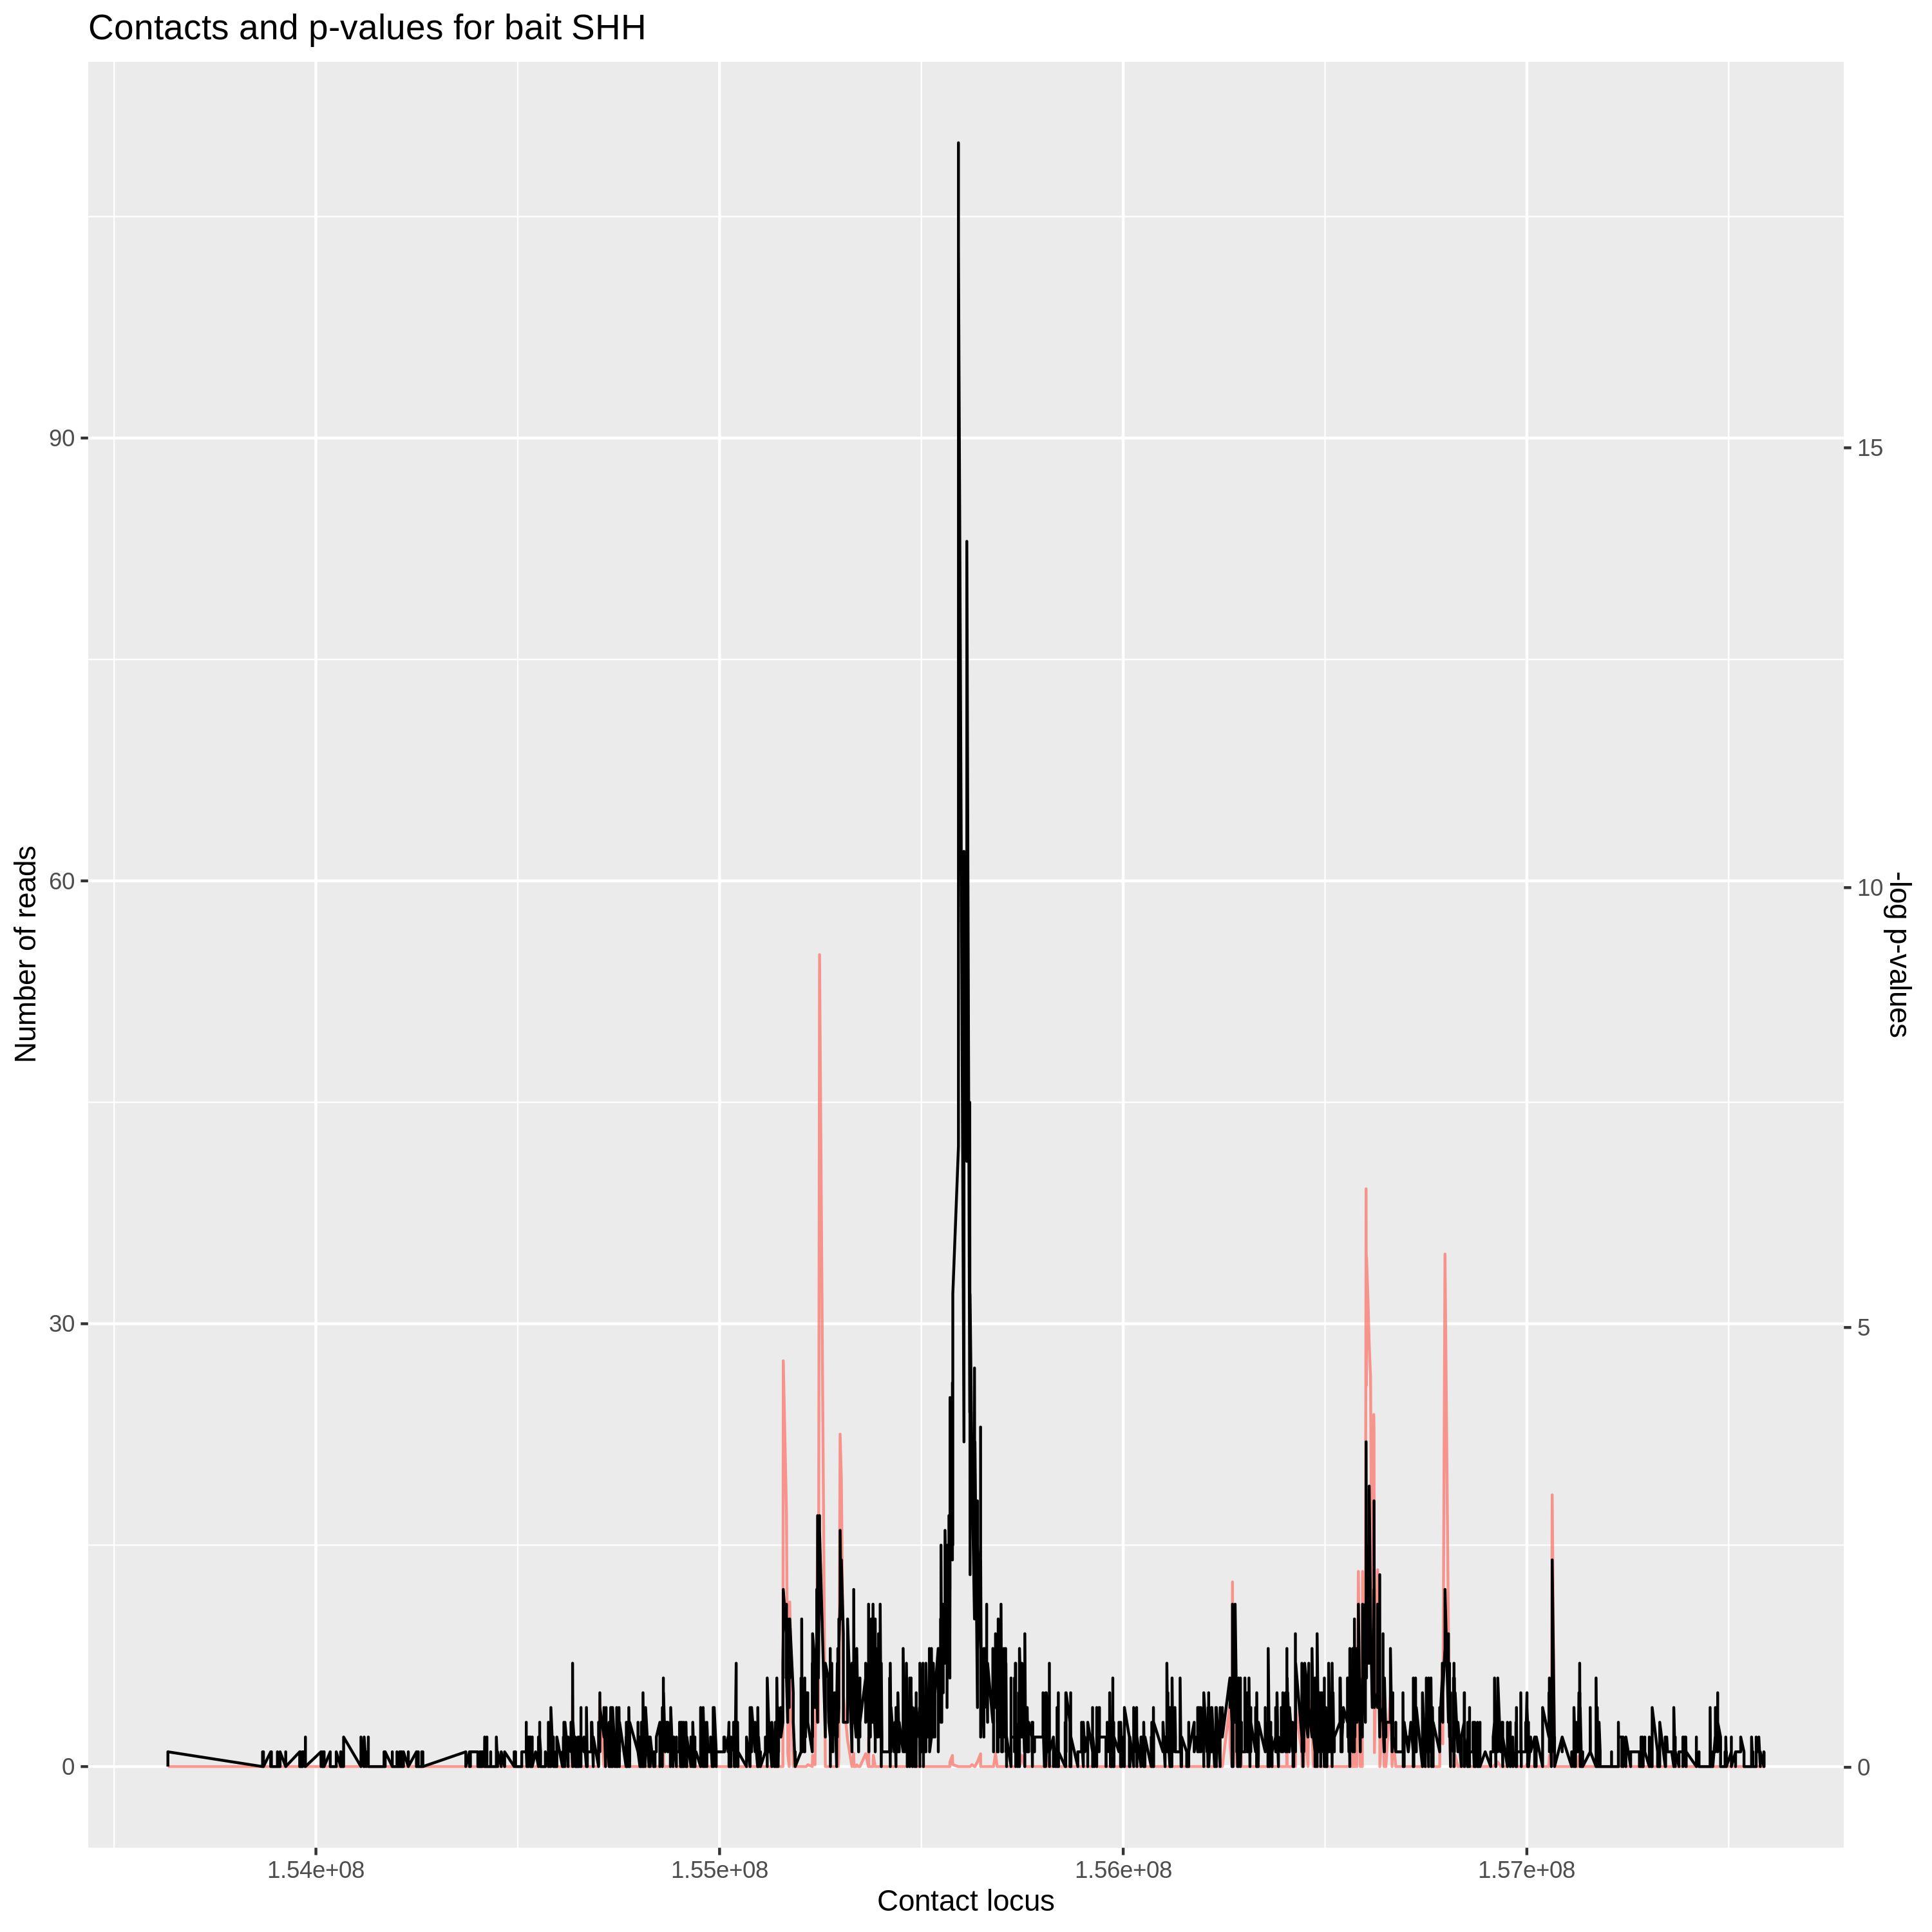 Contacts and p-values for bait SHH
90
60
30
0
Number of reads
15
10
5
0
-log p-values
1.54e+08
1.55e+08
1.56e+08
1.57e+08
Contact locus